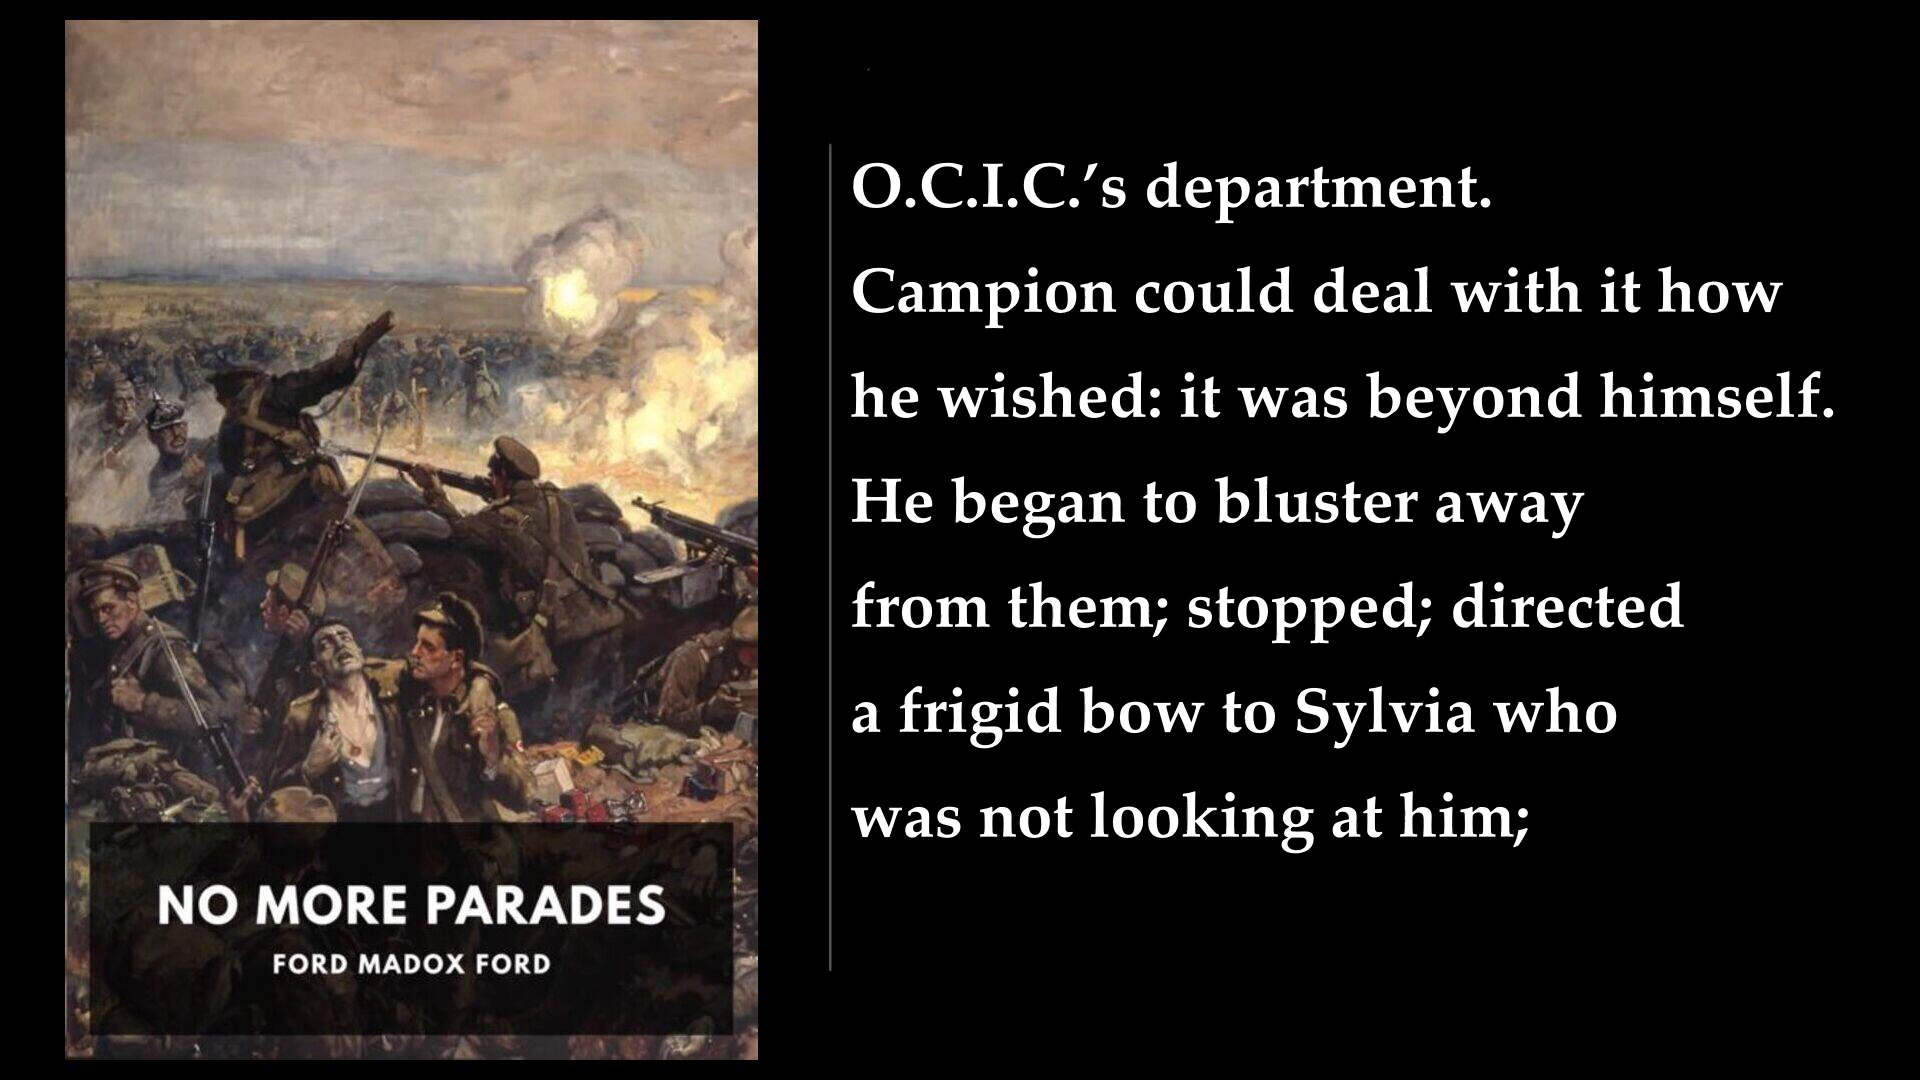 O.C.I.C.’s department.
Campion could deal with it how
he wished: it was beyond himself.
He began to bluster away
from them; stopped; directed
a frigid bow to Sylvia who
was not looking at him;
NO MORE PARADES
FORD MADOX FORD